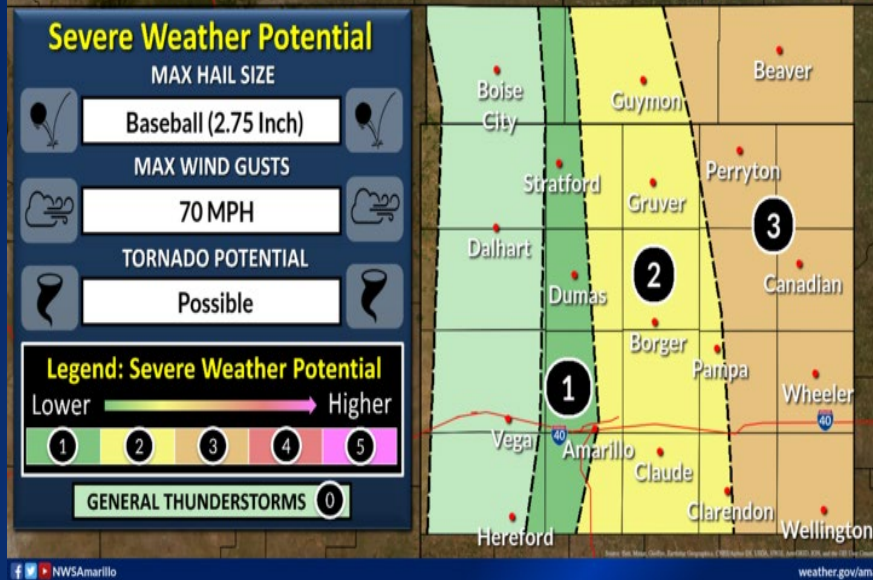 Severe Weather Potential
MAX HAIL SIZE
Baseball (2.75 Inch)
MAX WIND GUSTS
70 MPH
TORNADO POTENTIAL
Possible
Legend: Severe Weather Potential
Lower Higher
1 2 3 4 5
GENERAL THUNDERSTORMS 0
Boise
City
Guymon
Beaver
Stratford
Gruver
Perryton
3
Dalhart
Dumas
2
Canadian
Borger
Pampa
1
Wheeler
40
Vega
40
Amarillo
Claude
Clarendon
Hereford
Wellington
NWSAmarillo
weather.gov/ama